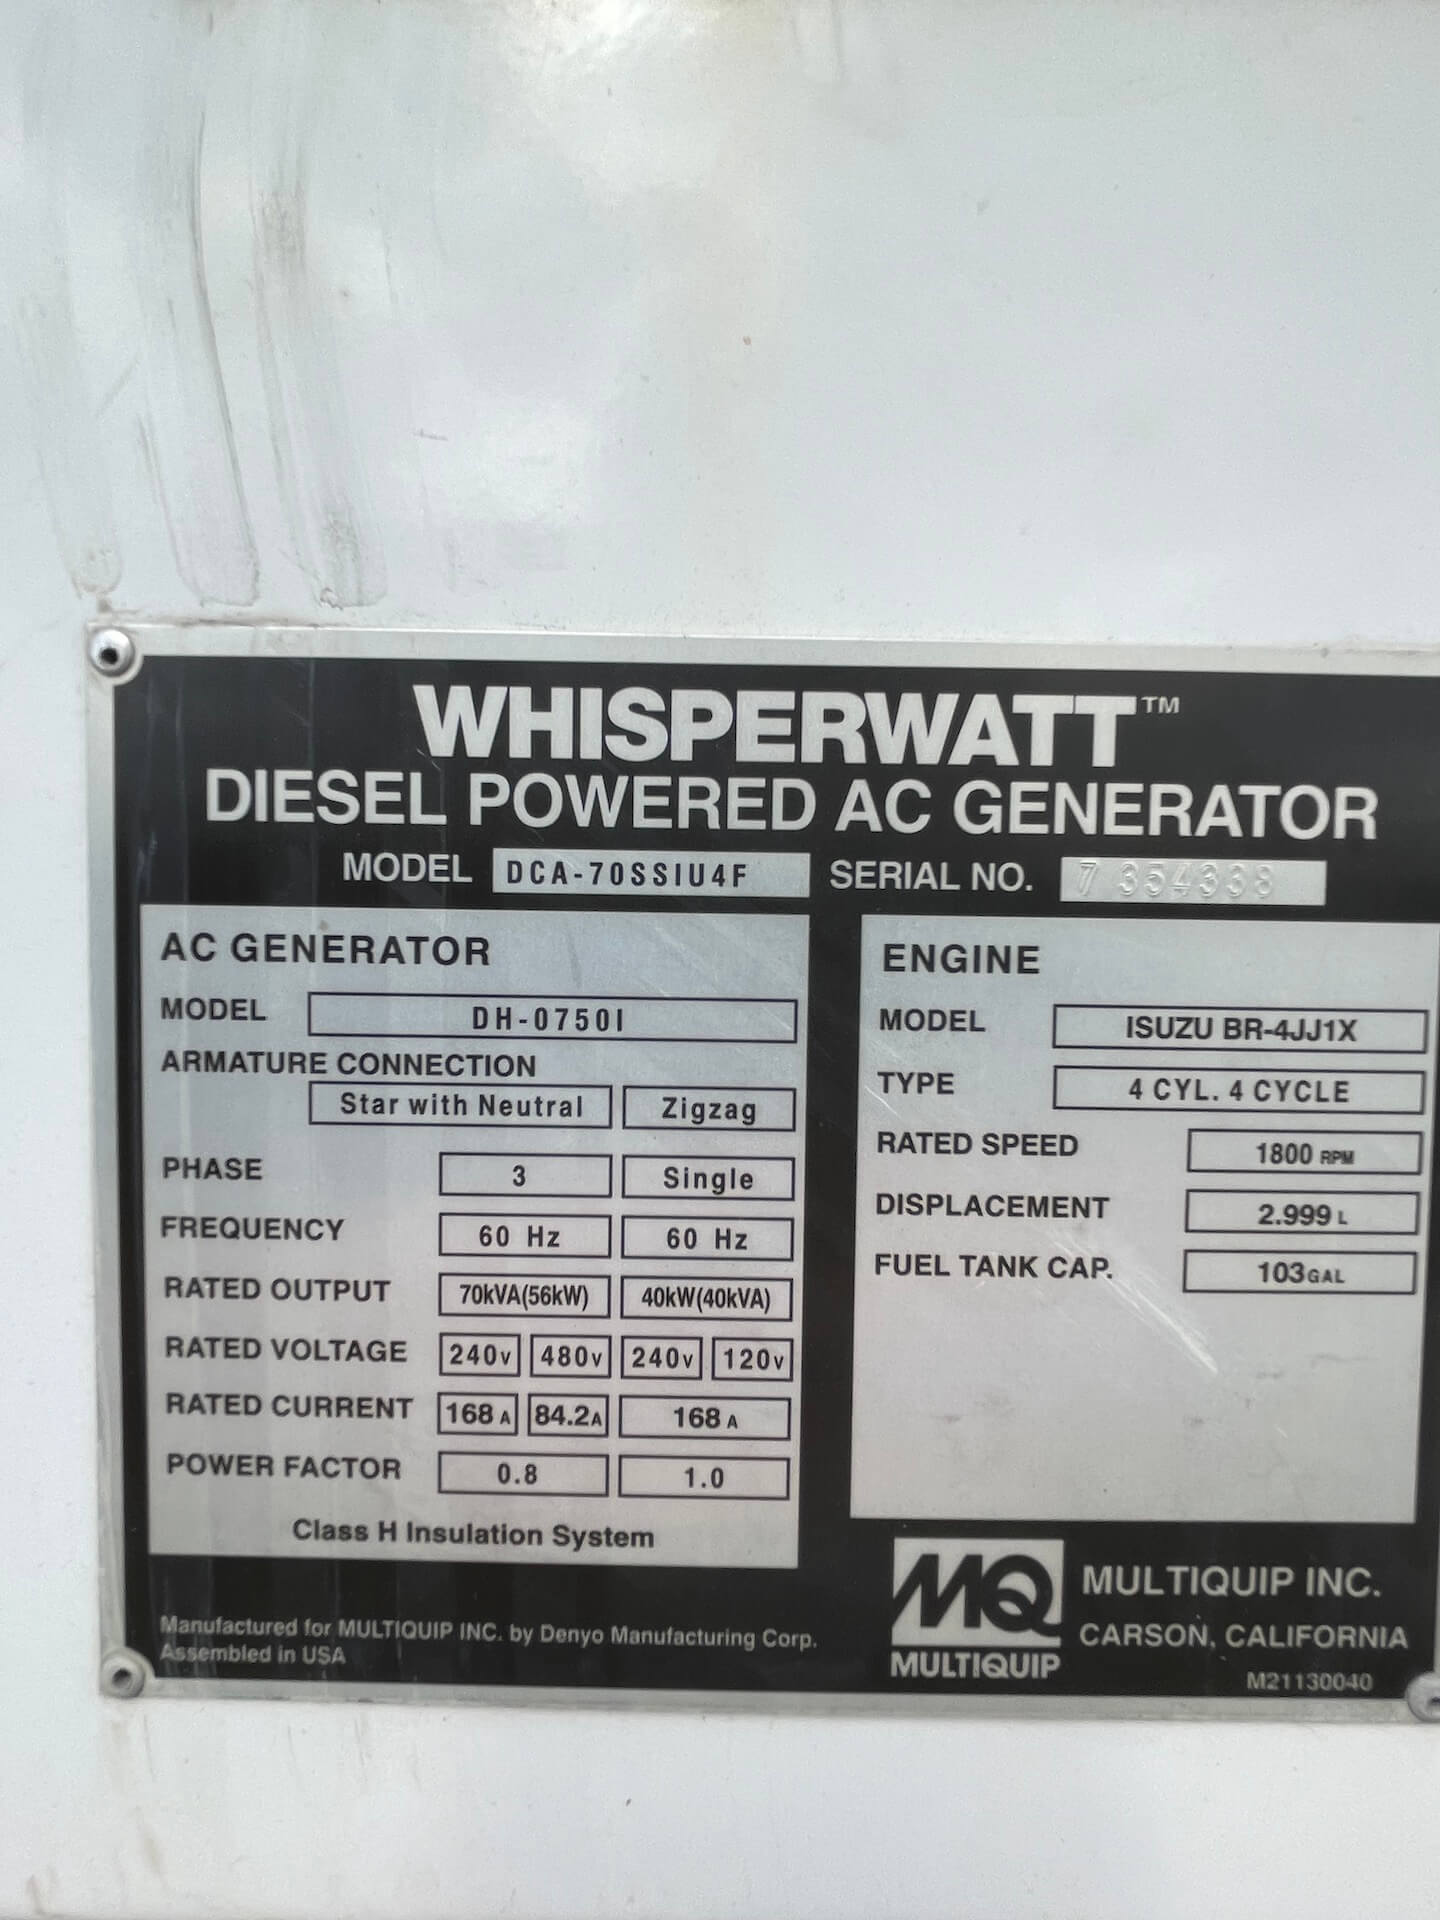 WHISPERWATT™
DIESEL POWERED AC GENERATOR
MODEL DCA-70SSIU4F SERIAL NO. 7354338
AC GENERATOR
MODEL DH-0750I
ARMATURE CONNECTION
Star with Neutral Zigzag
PHASE 3 Single
FREQUENCY 60 Hz 60 Hz
RATED OUTPUT 70kVA(56kW) 40kW(40kVA)
RATED VOLTAGE 240V 480V 240V 120V
RATED CURRENT 168 A 84.2A 168 A
POWER FACTOR 0.8 1.0
Class H Insulation System
ENGINE
MODEL ISUZU BR-4JJ1X
TYPE 4 CYL. 4 CYCLE
RATED SPEED 1800 RPM
DISPLACEMENT 2.999 L
FUEL TANK CAP. 103GAL
Manufactured for MULTIQUIP INC. by Denyo Manufacturing Corp.
Assembled in USA
MQ
MULTIQUIP
MULTIQUIP INC.
CARSON, CALIFORNIA
M21130040